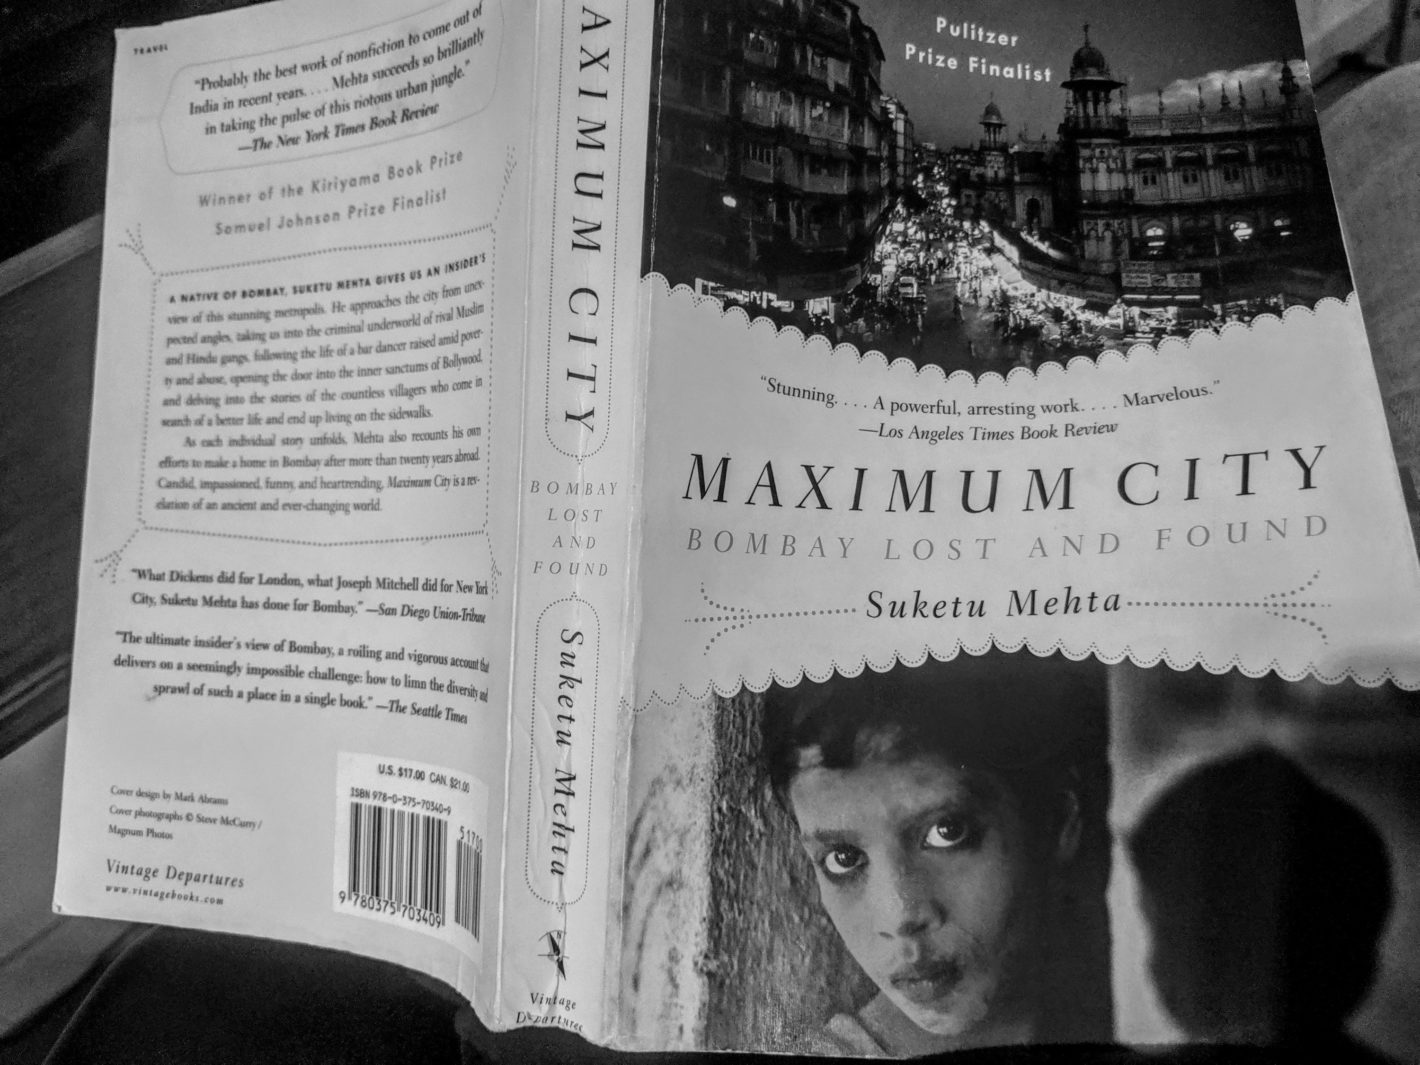 TRAVEL
"Probably the best work of nonfiction to come out of
India in recent years. . . . Mehta succeeds so brilliantly
in taking the pulse of this riotous urban jungle."
—The New York Times Book Review
Winner of the Kiriyama Book Prize
Samuel Johnson Prize Finalist
A NATIVE OF BOMBAY, SUKETU MEHTA GIVES US AN INSIDER'S
view of this stunning metropolis. He approaches the city from unex-
pected angles, taking us into the criminal underworld of rival Muslim
and Hindu gangs, following the life of a bar dancer raised amid pover-
ty and abuse, opening the door into the inner sanctums of Bollywood,
and delving into the stories of the countless villagers who come in
search of a better life and end up living on the sidewalks.
As each individual story unfolds, Mehta also recounts his own
efforts to make a home in Bombay after more than twenty years abroad.
Candid, impassioned, funny, and heartrending, Maximum City is a rev-
elation of an ancient and ever-changing world.
"What Dickens did for London, what Joseph Mitchell did for New York
City, Suketu Mehta has done for Bombay." —San Diego Union-Tribune
"The ultimate insider's view of Bombay, a roiling and vigorous account that
delivers on a seemingly impossible challenge: how to limn the diversity and
sprawl of such a place in a single book." —The Seattle Times
Cover design by Mark Abrams
Cover photographs © Steve McCurry /
Magnum Photos
Vintage Departures
www.vintagebooks.com
U.S. $17.00 CAN. $21.00
ISBN 978-0-375-70340-9
51700
9 780375 703409
AXIMUM CITY
BOMBAY
LOST
AND
FOUND
Suketu Mehta
N
Vintage
Departures
Pulitzer
Prize Finalist
"Stunning. . . . A powerful, arresting work. . . . Marvelous."
—Los Angeles Times Book Review
MAXIMUM CITY
BOMBAY LOST AND FOUND
Suketu Mehta